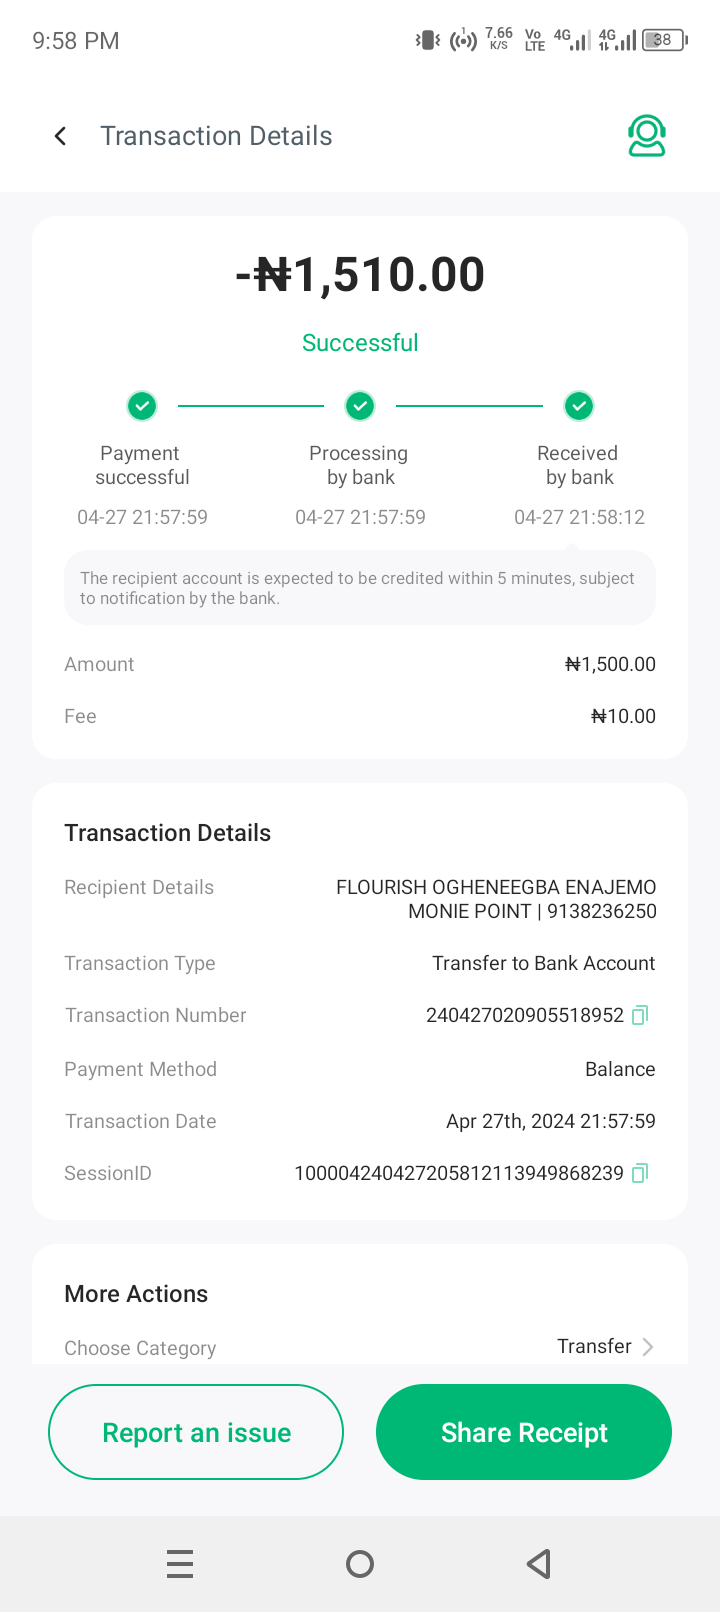 9:58 PM 1 7.66 K/S Vo LTE 4G 4G 38
Transaction Details
-₦1,510.00
Successful
Payment successful
Processing by bank
Received by bank
04-27 21:57:59 04-27 21:57:59 04-27 21:58:12
The recipient account is expected to be credited within 5 minutes, subject
to notification by the bank.
Amount ₦1,500.00
Fee ₦10.00
Transaction Details
Recipient Details FLOURISH OGHENEEGBA ENAJEMO
MONIE POINT | 9138236250
Transaction Type Transfer to Bank Account
Transaction Number 240427020905518952
Payment Method Balance
Transaction Date Apr 27th, 2024 21:57:59
SessionID 100004240427205812113949868239
More Actions
Choose Category Transfer
Report an issue Share Receipt